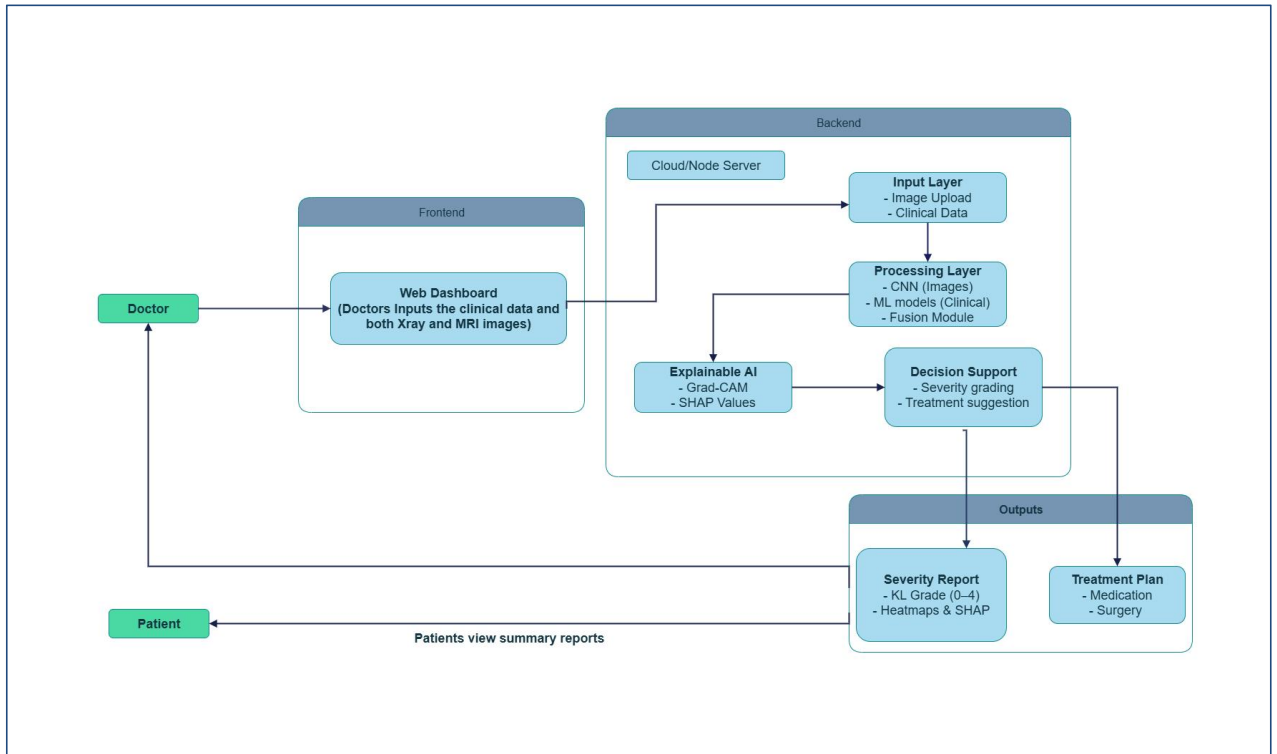 Backend
Cloud/Node Server
Input Layer
- Image Upload
- Clinical Data
Frontend
Processing Layer
- CNN (Images)
- ML models (Clinical)
- Fusion Module
Doctor
Web Dashboard
(Doctors Inputs the clinical data and
both Xray and MRI images)
Explainable AI
- Grad-CAM
- SHAP Values
Decision Support
- Severity grading
- Treatment suggestion
Outputs
Severity Report
- KL Grade (0–4)
- Heatmaps & SHAP
Treatment Plan
- Medication
- Surgery
Patient
Patients view summary reports